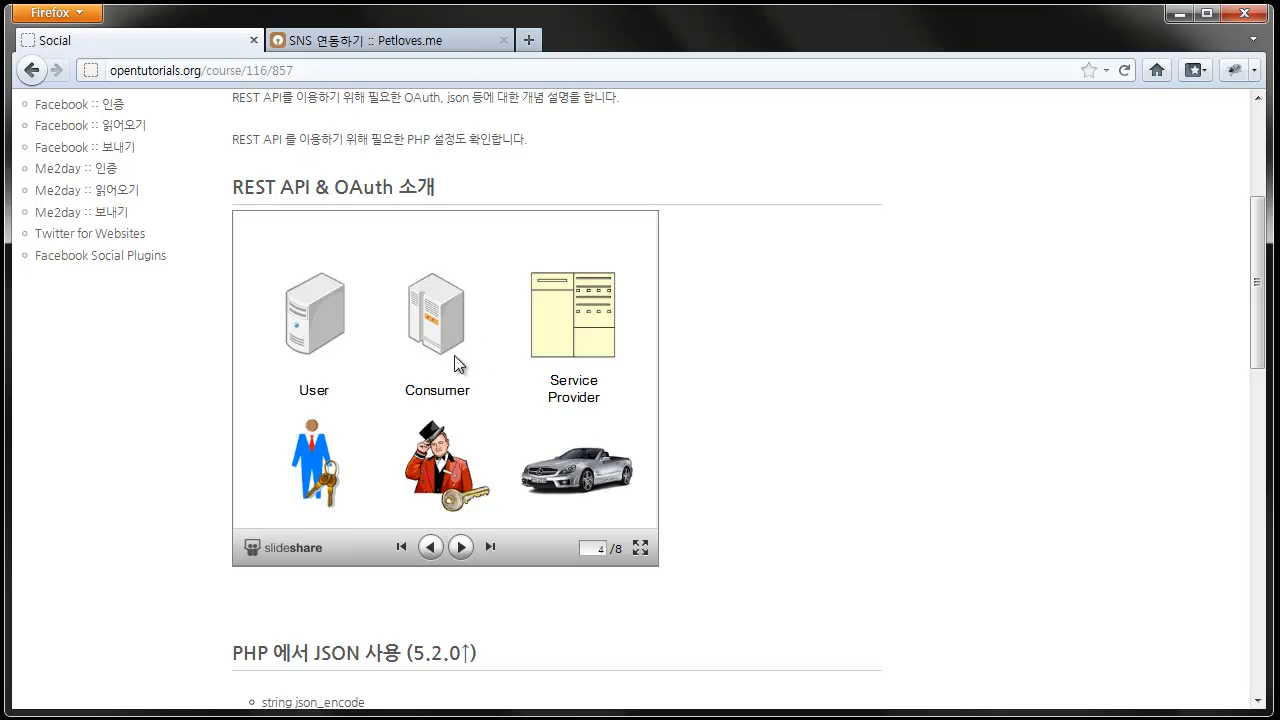 Firefox
Social
SNS 연동하기 :: Petloves.me
opentutorials.org/course/116/857
Facebook :: 인증
Facebook :: 읽어오기
Facebook :: 보내기
Me2day :: 인증
Me2day :: 읽어오기
Me2day :: 보내기
Twitter for Websites
Facebook Social Plugins
REST API를 이용하기 위해 필요한 OAuth, json 등에 대한 개념 설명을 합니다.
REST API 를 이용하기 위해 필요한 PHP 설정도 확인합니다.
REST API & OAuth 소개
User
Consumer
Service
Provider
slideshare
4 /8
PHP 에서 JSON 사용 (5.2.0↑)
string json_encode